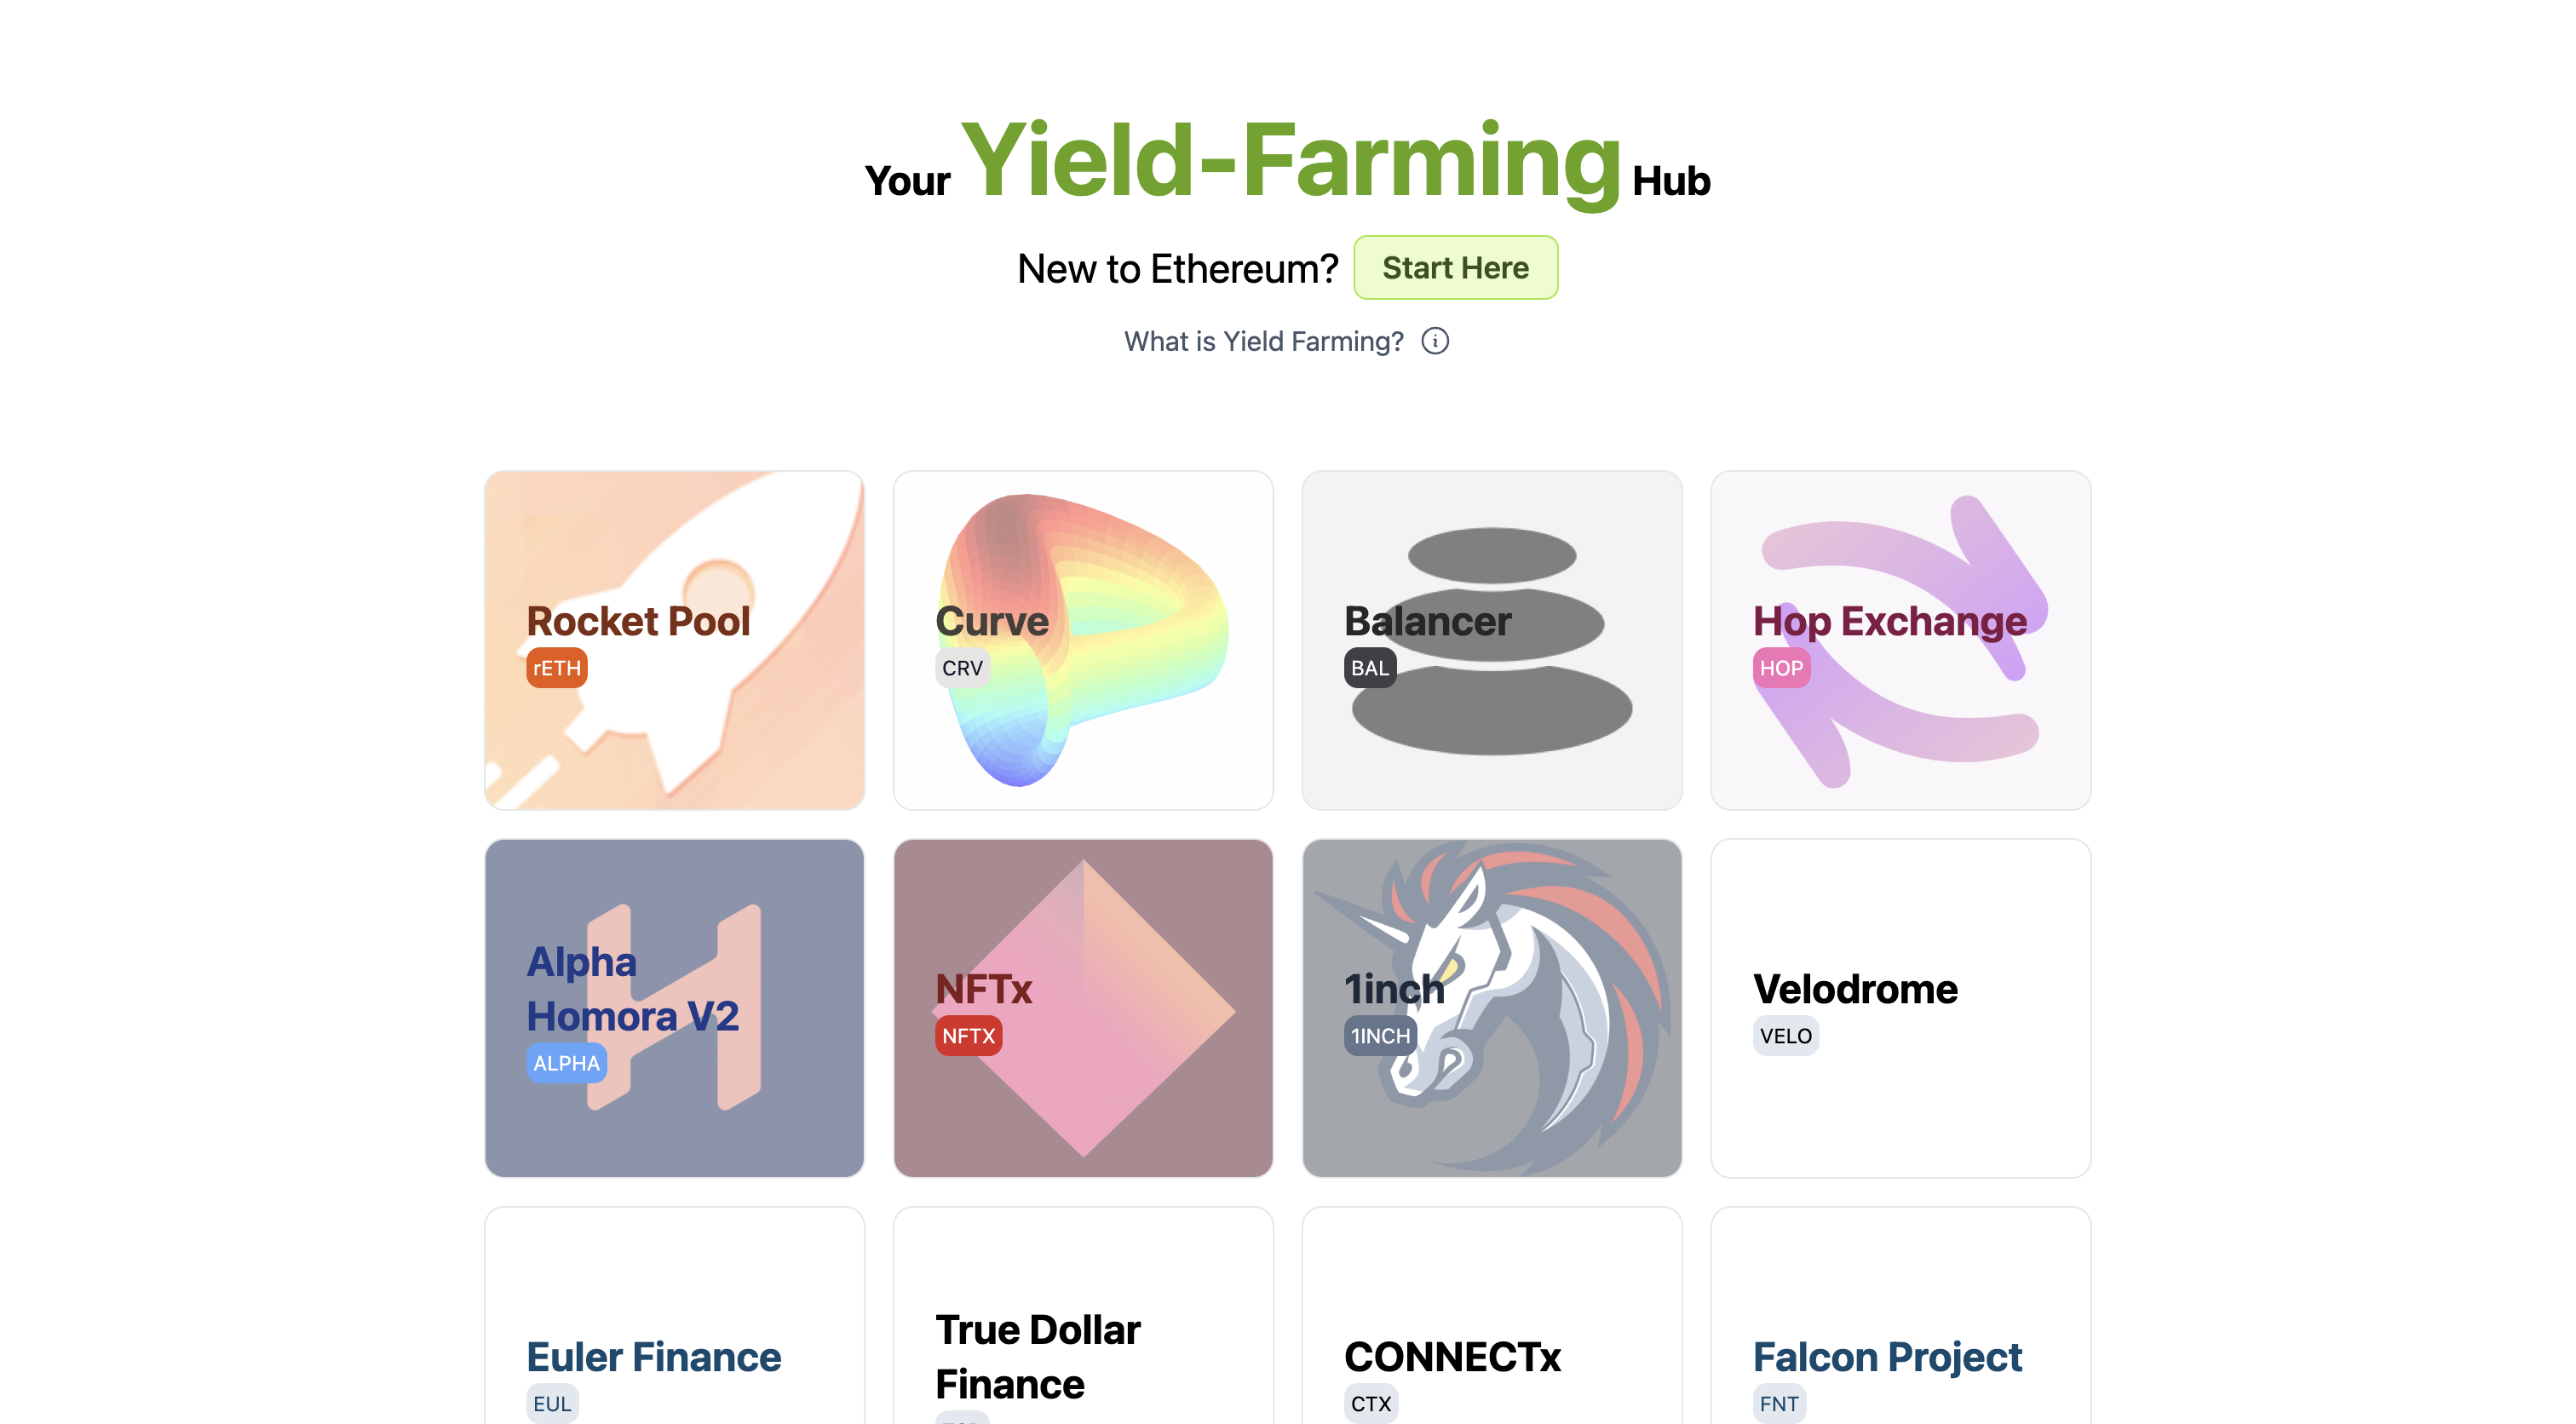 Your Yield-Farming Hub
New to Ethereum? Start Here
What is Yield Farming?
Rocket Pool
rETH
Curve
CRV
Balancer
BAL
Hop Exchange
HOP
Alpha
Homora V2
ALPHA
NFTx
NFTX
1inch
1INCH
Velodrome
VELO
Euler Finance
EUL
True Dollar
Finance
CONNECTx
CTX
Falcon Project
FNT